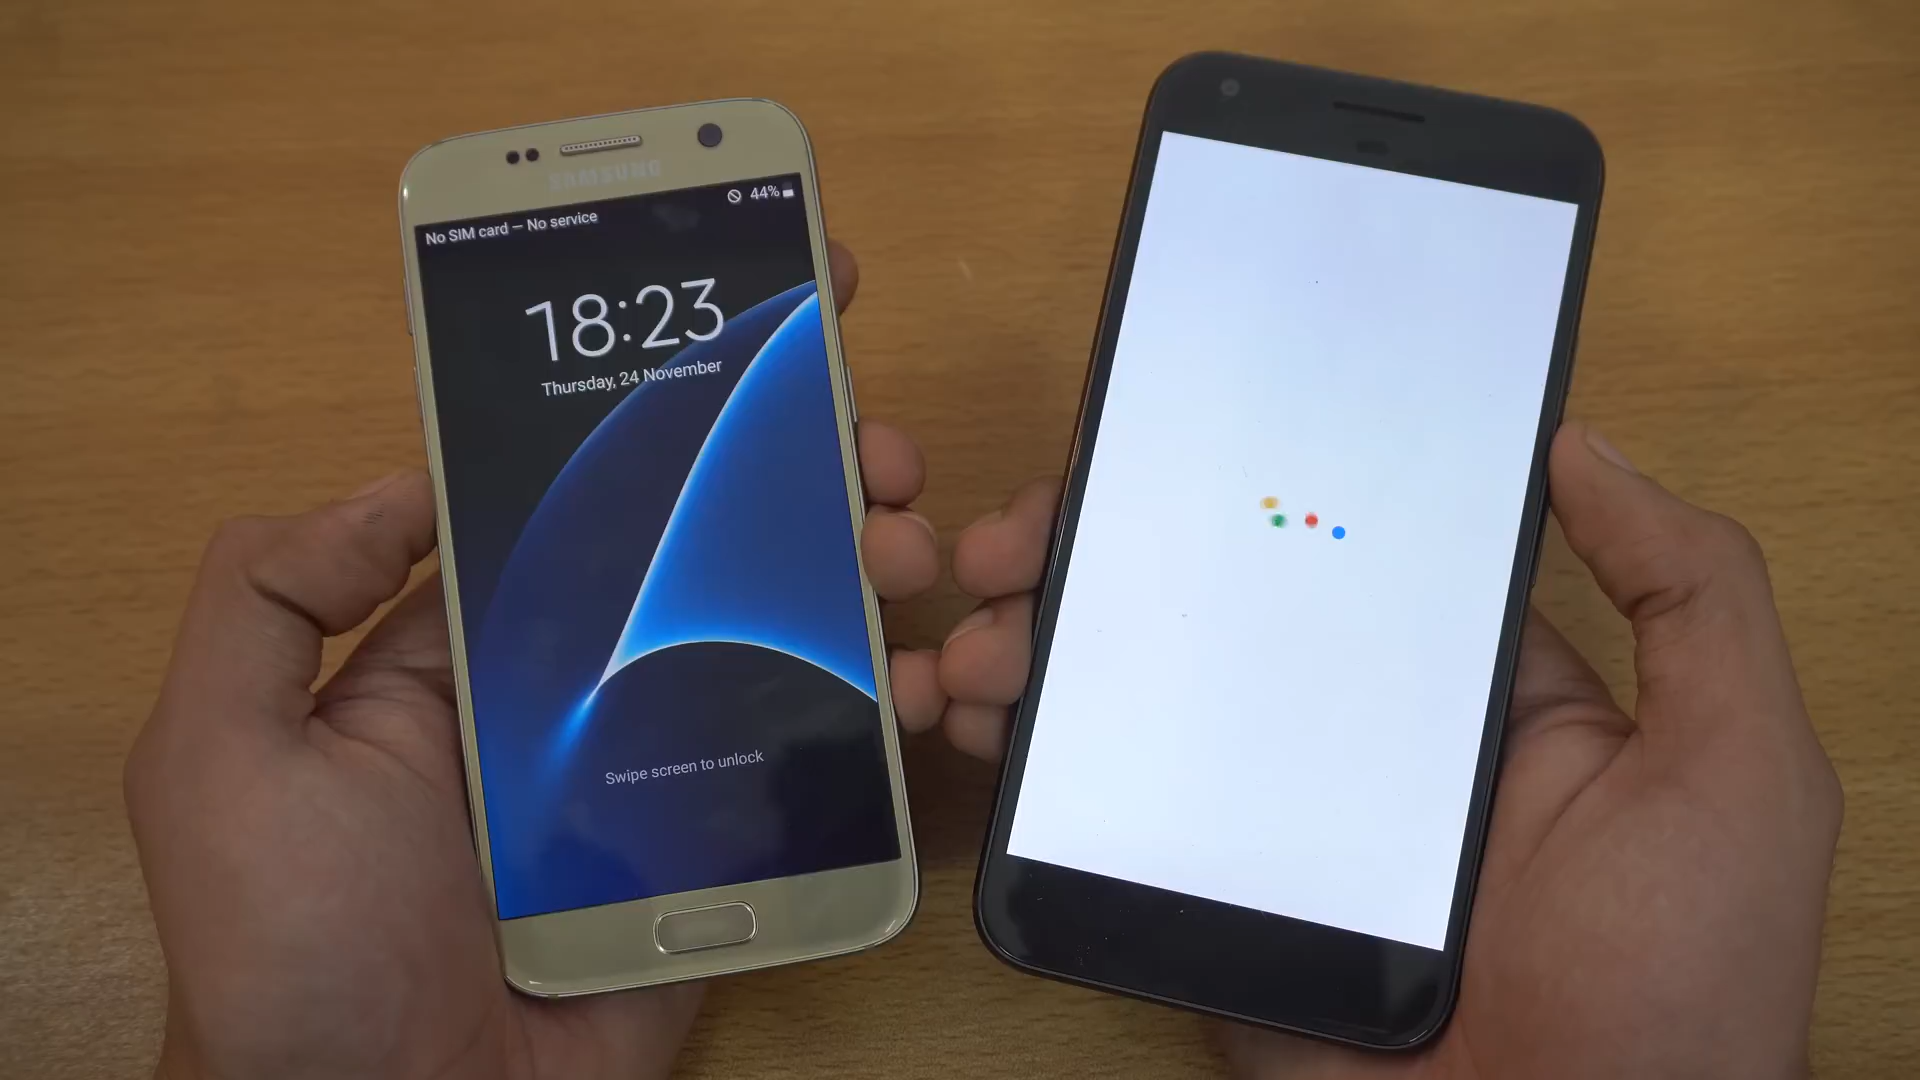 SAMSUNG
44%
No SIM card – No service
18:23
Thursday, 24 November
Swipe screen to unlock